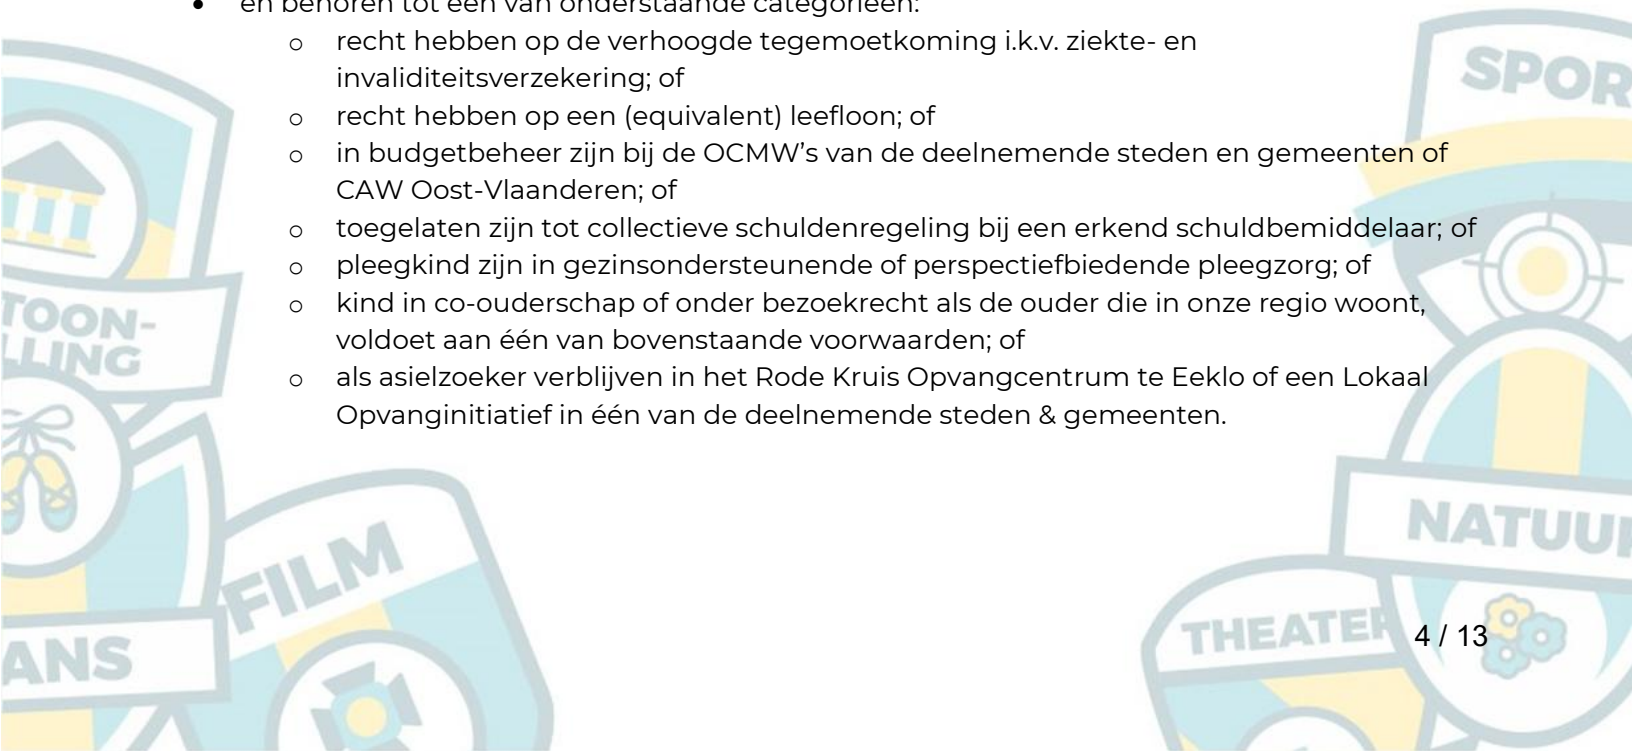 • en behoren tot één van onderstaande categorieën:
o recht hebben op de verhoogde tegemoetkoming i.k.v. ziekte- en
invaliditeitsverzekering; of
o recht hebben op een (equivalent) leefloon; of
o in budgetbeheer zijn bij de OCMW’s van de deelnemende steden en gemeenten of
CAW Oost-Vlaanderen; of
o toegelaten zijn tot collectieve schuldenregeling bij een erkend schuldbemiddelaar; of
o pleegkind zijn in gezinsondersteunende of perspectiefbiedende pleegzorg; of
o kind in co-ouderschap of onder bezoekrecht als de ouder die in onze regio woont,
voldoet aan één van bovenstaande voorwaarden; of
o als asielzoeker verblijven in het Rode Kruis Opvangcentrum te Eeklo of een Lokaal
Opvanginitiatief in één van de deelnemende steden & gemeenten.
SPOR
TOON-
LLING
NATUUR
FILM
THEATER
ANS
4 / 13